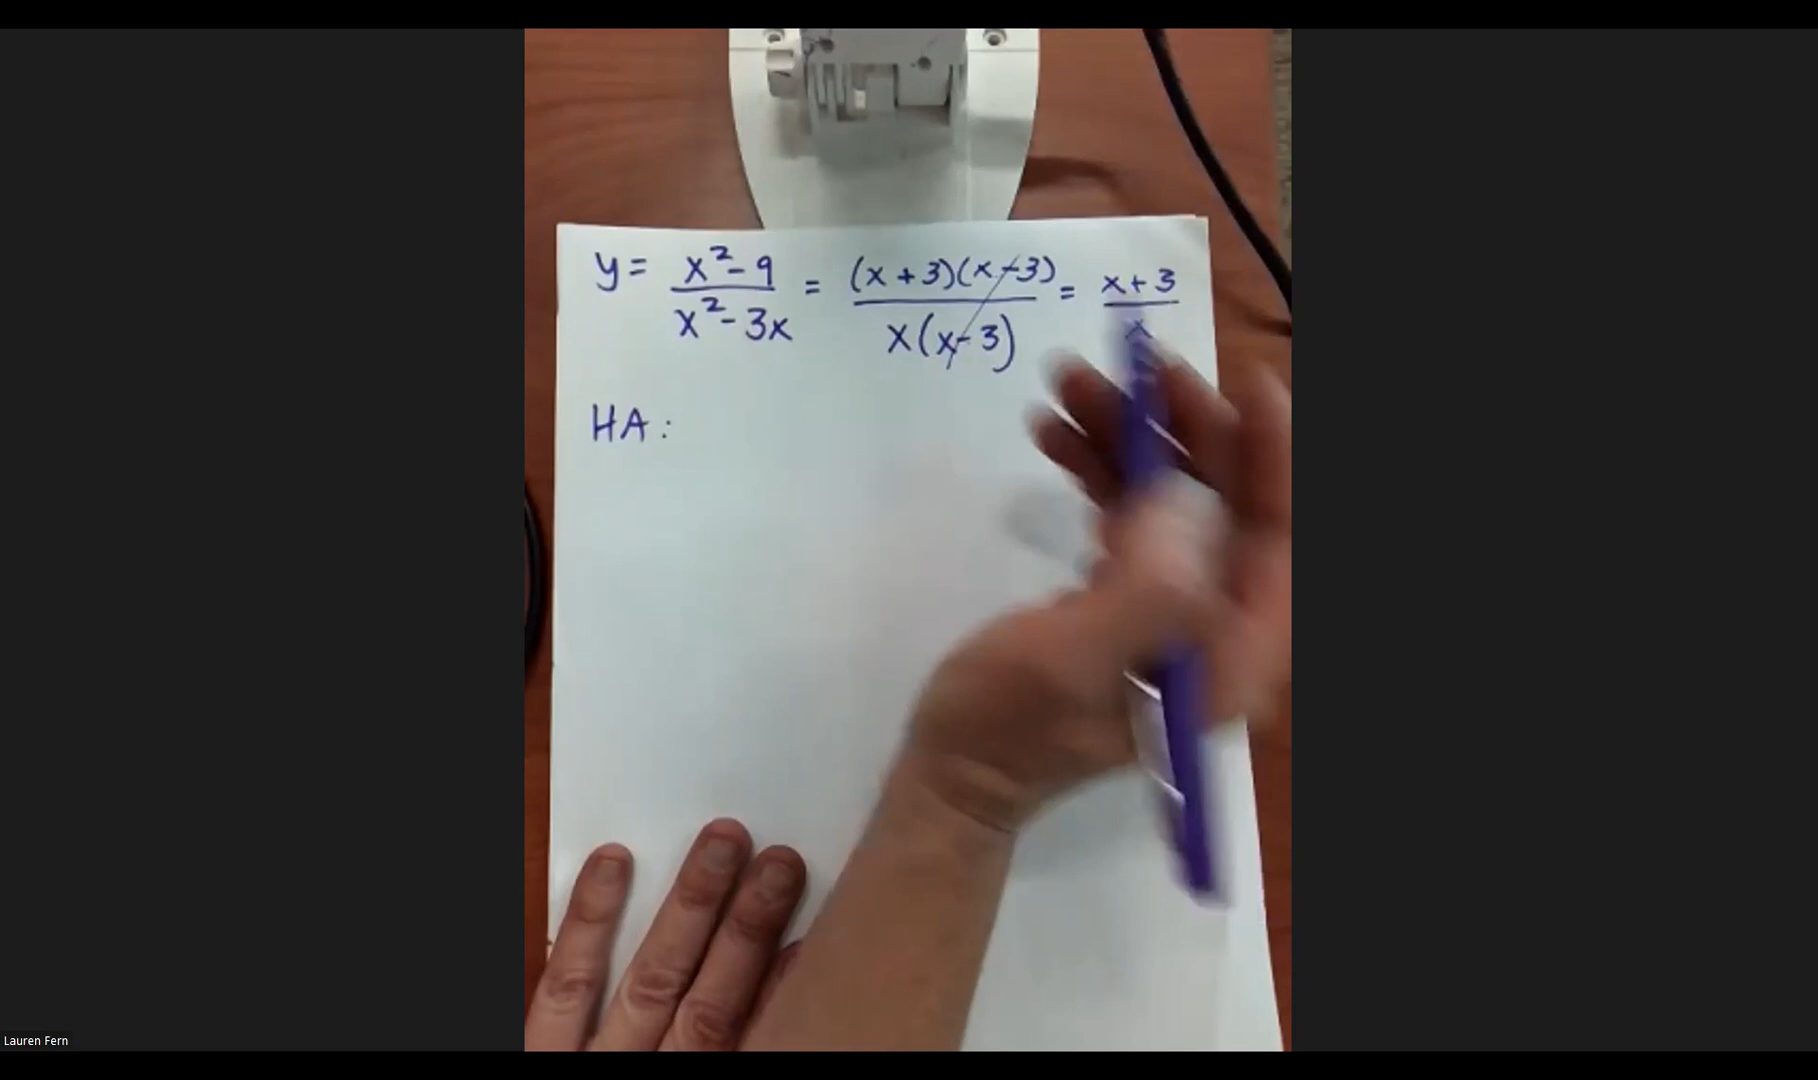 y = x²-9 / x²-3x = (x+3)(x-3) / x(x-3) = x+3 / x
HA:
Lauren Fern